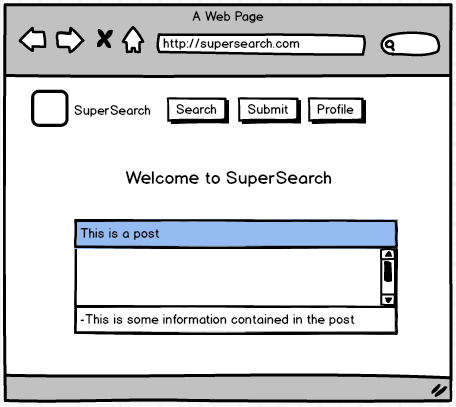 A Web Page
http://supersearch.com
SuperSearch Search Submit Profile
Welcome to SuperSearch
This is a post
-This is some information contained in the post